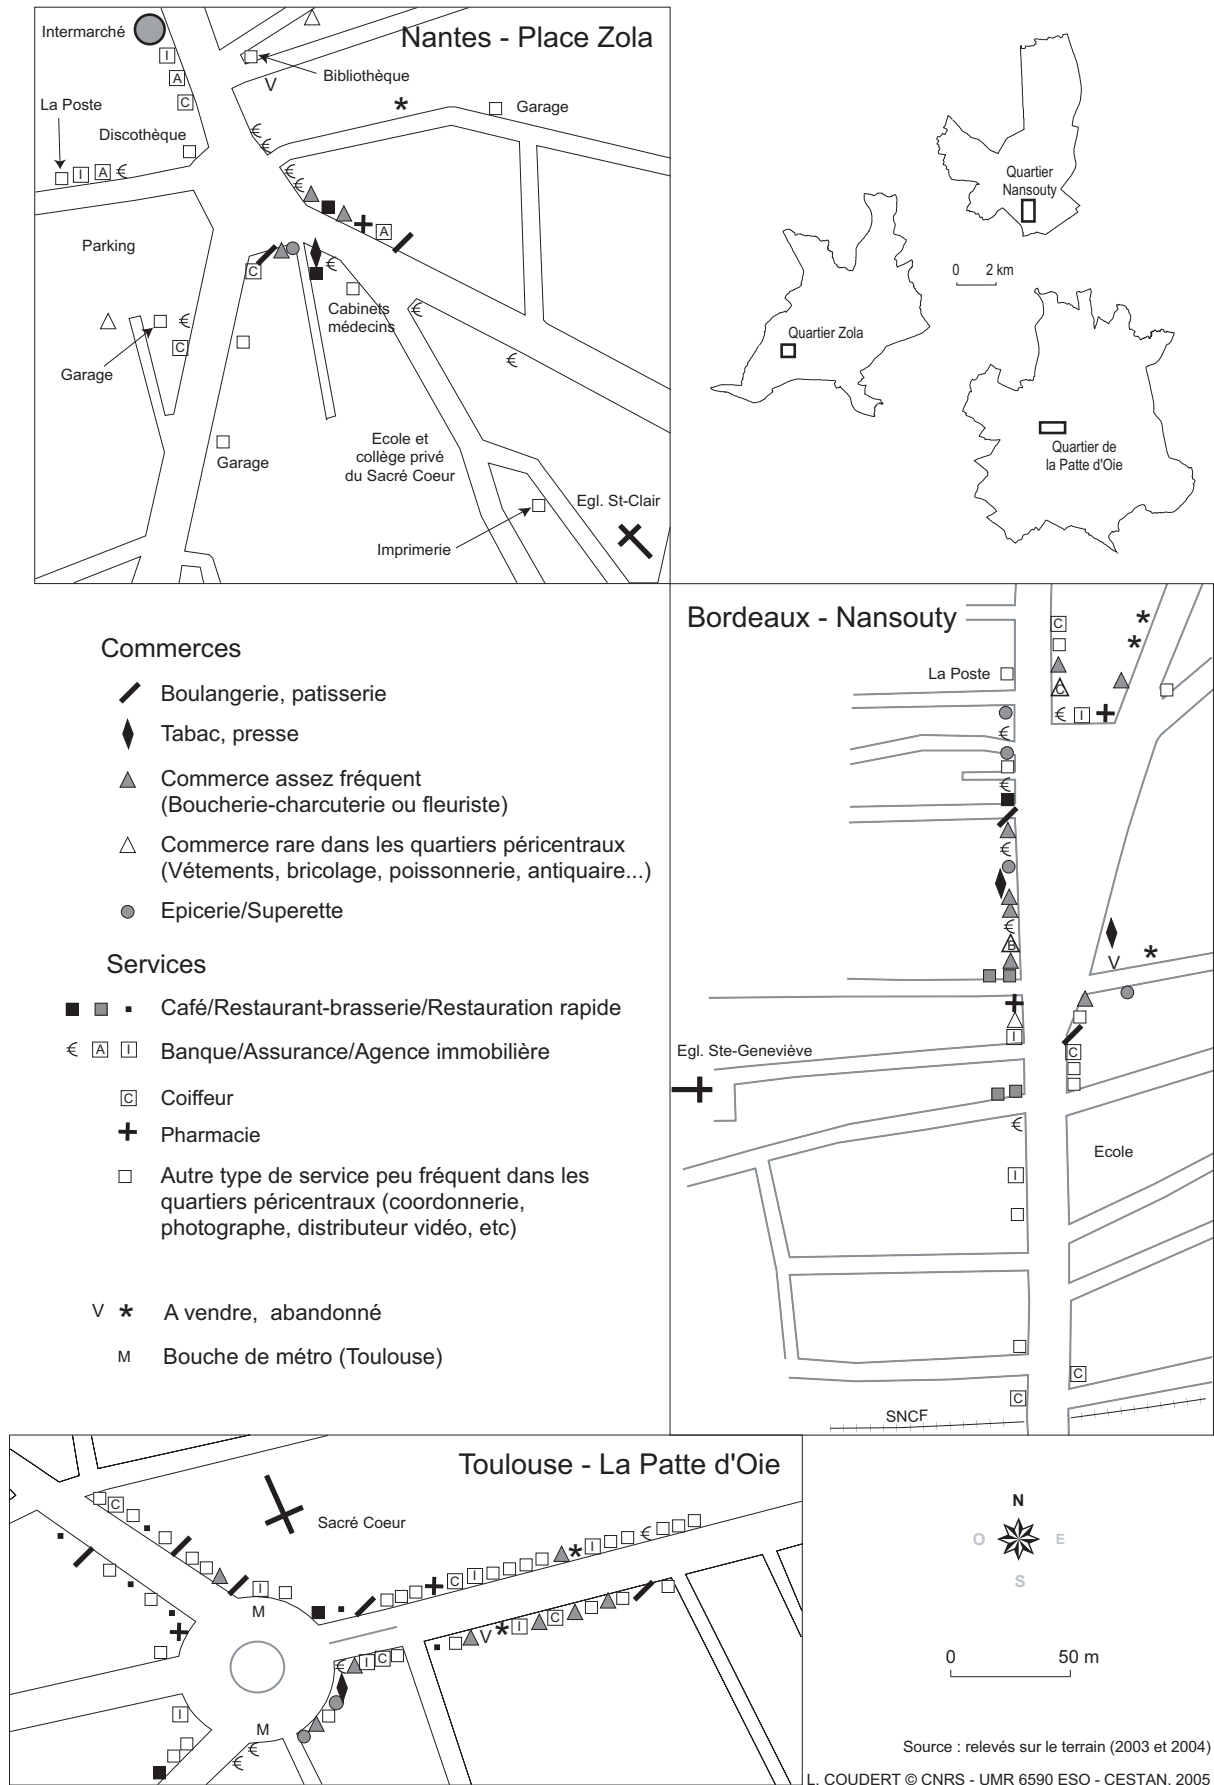 Nantes - Place Zola
Intermarché
I
A
C
La Poste
Discothèque
I A €
Bibliothèque
V
*
Garage
€
€
€
€
A
Parking
C
€
Cabinets
médecins
€
€
C
Garage
€
Garage
Ecole et
collège privé
du Sacré Coeur
Egl. St-Clair
Imprimerie
Quartier
Nansouty
0 2 km
Quartier Zola
Quartier de
la Patte d'Oie
Commerces
Boulangerie, patisserie
Tabac, presse
Commerce assez fréquent
(Boucherie-charcuterie ou fleuriste)
Commerce rare dans les quartiers péricentraux
(Vétements, bricolage, poissonnerie, antiquaire...)
Epicerie/Superette
Services
Café/Restaurant-brasserie/Restauration rapide
€ A I Banque/Assurance/Agence immobilière
C Coiffeur
Pharmacie
Autre type de service peu fréquent dans les
quartiers péricentraux (coordonnerie,
photographe, distributeur vidéo, etc)
V * A vendre, abandonné
M Bouche de métro (Toulouse)
Bordeaux - Nansouty
C
*
*
La Poste
C
€ I
€
€
€
€
B
V
*
I
C
Egl. Ste-Geneviève
€
Ecole
I
C
C
SNCF
Toulouse - La Patte d'Oie
C
Sacré Coeur
I
M
C I
* I €
V * I C
€ I C
I
M
€
€
N
O E
S
0 50 m
Source : relevés sur le terrain (2003 et 2004)
L. COUDERT © CNRS - UMR 6590 ESO - CESTAN, 2005